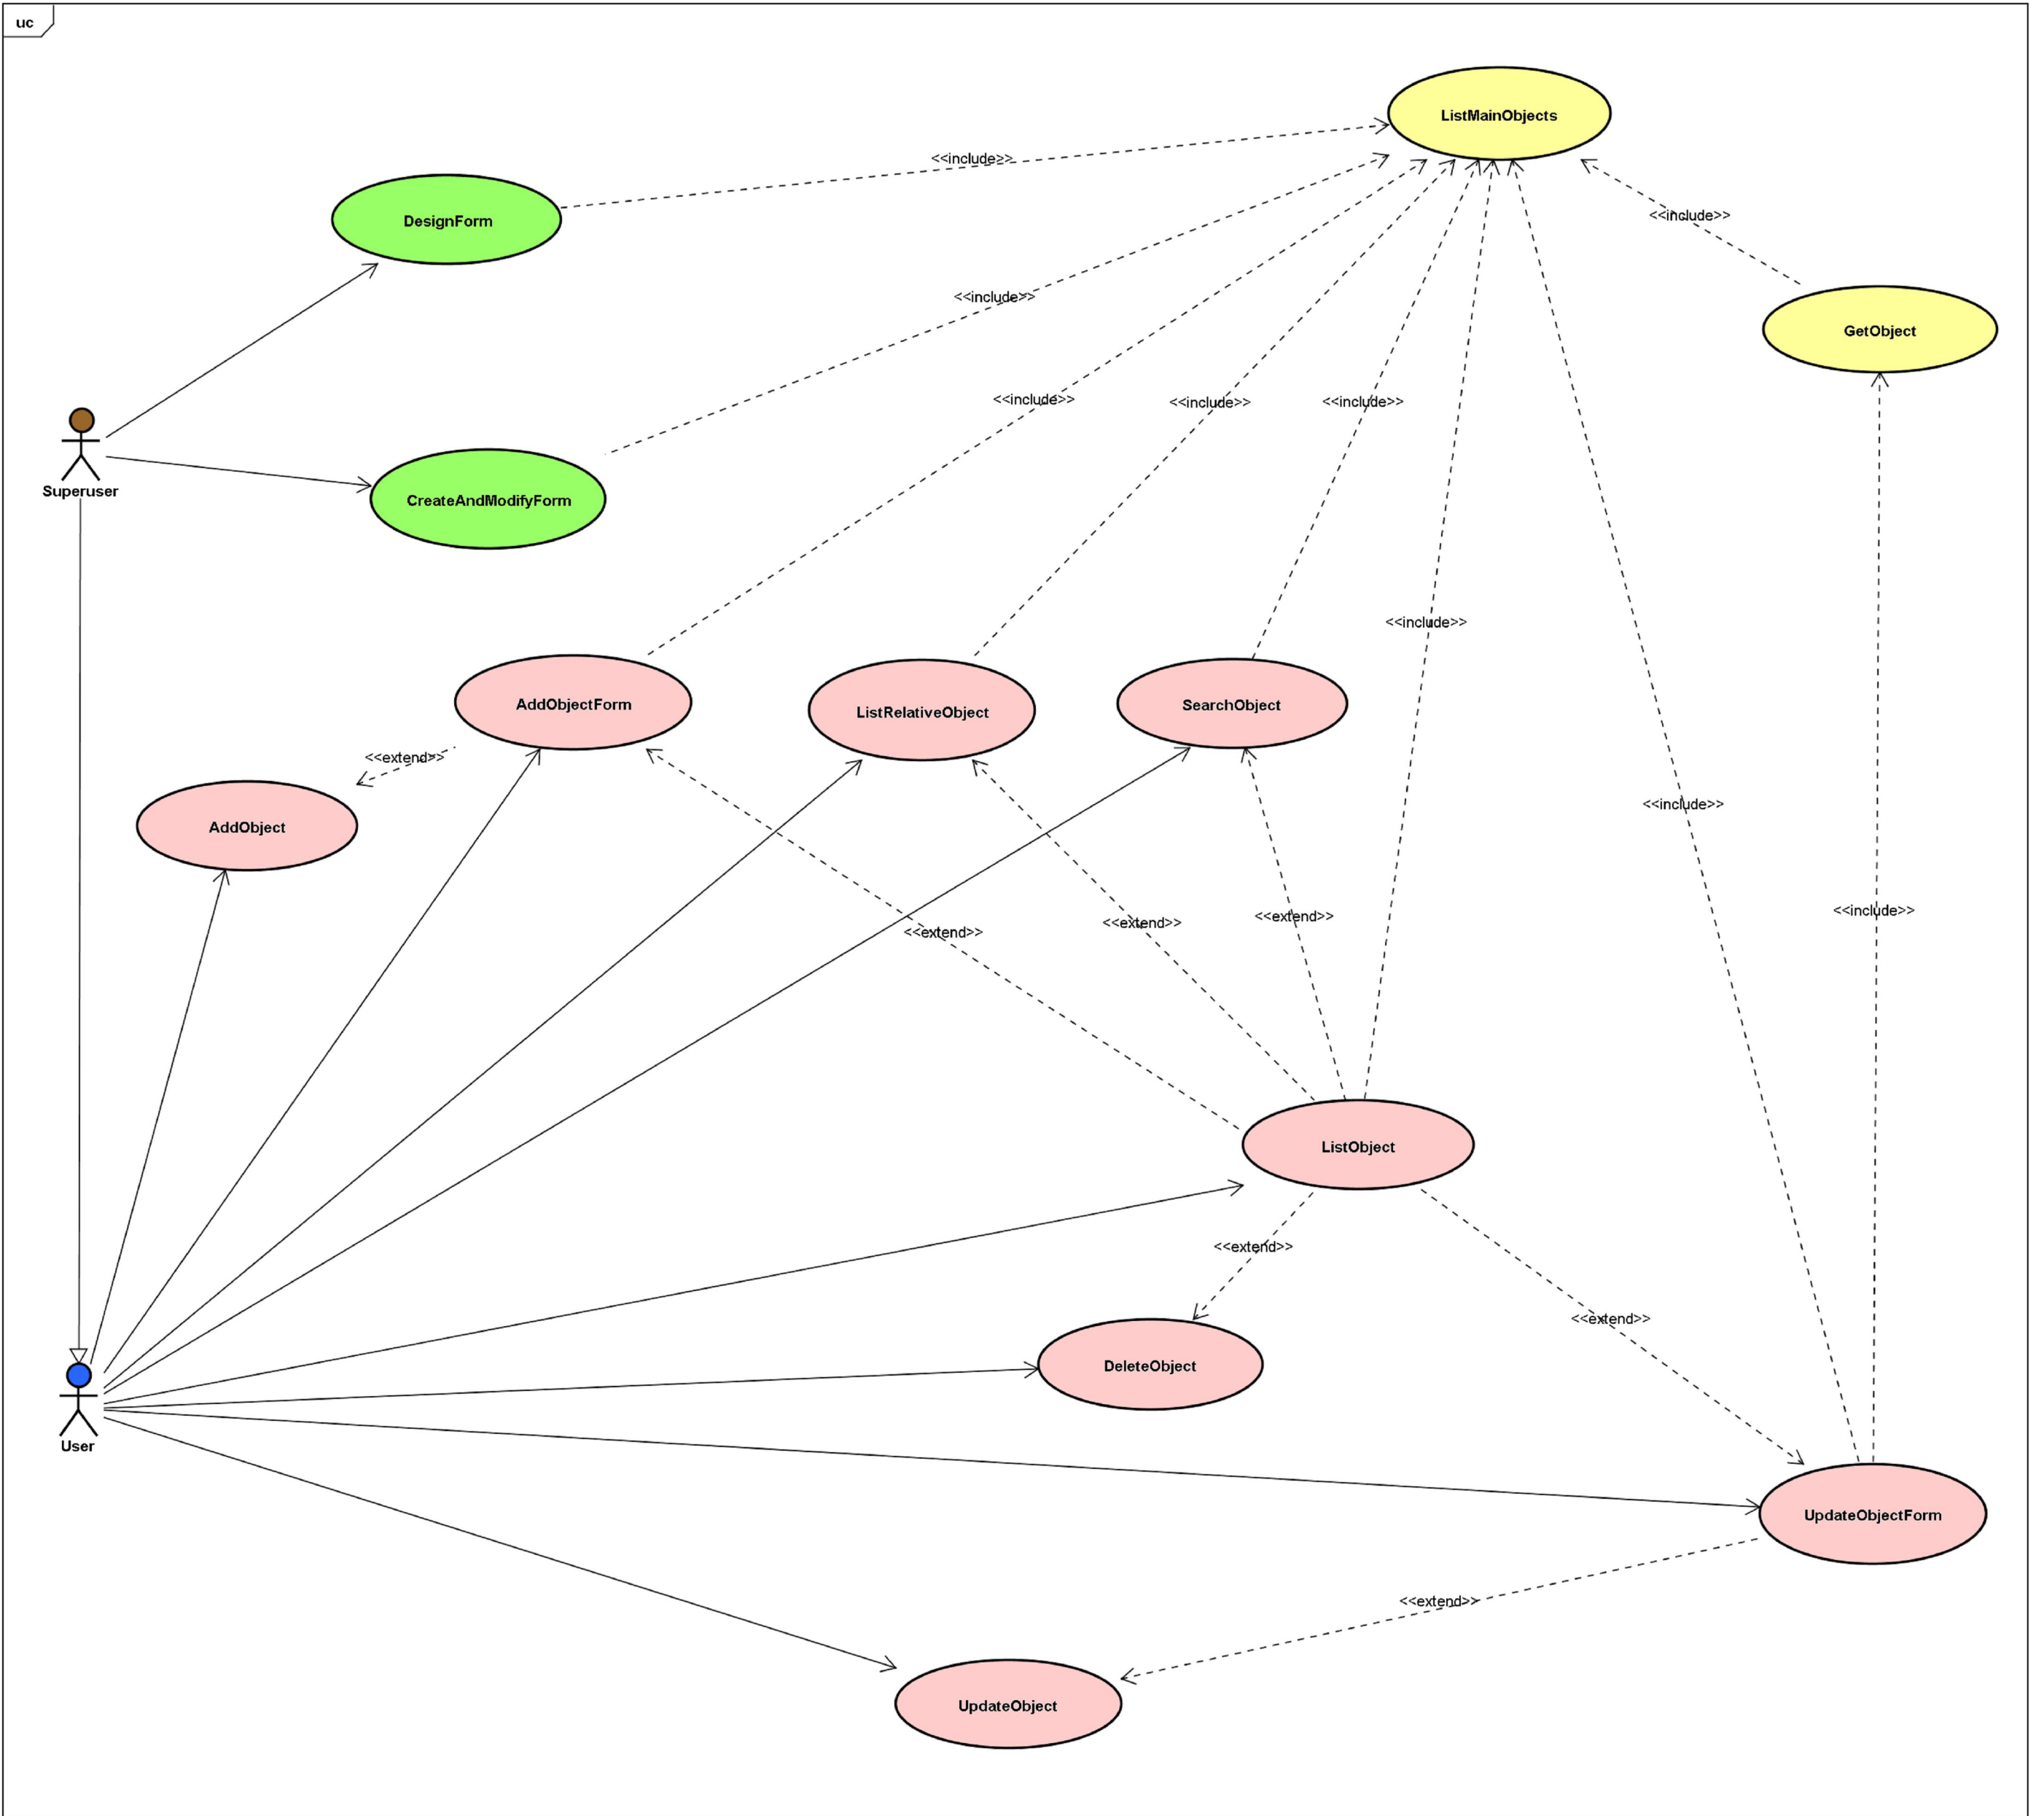 uc
ListMainObjects
<<include>>
DesignForm
<<include>>
<<include>>
GetObject
<<include>>
<<include>>
<<include>>
Superuser
CreateAndModifyForm
<<include>>
AddObjectForm
ListRelativeObject
SearchObject
<<extend>>
<<include>>
AddObject
<<include>>
<<extend>>
<<extend>>
<<extend>>
ListObject
<<extend>>
<<extend>>
DeleteObject
User
UpdateObjectForm
<<extend>>
UpdateObject